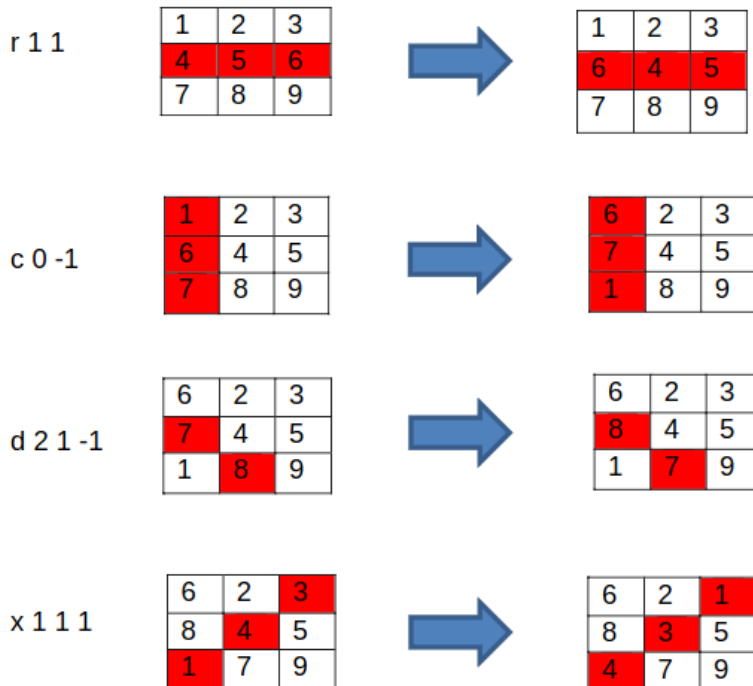 r 1 1
1 2 3
4 5 6
7 8 9
1 2 3
6 4 5
7 8 9
c 0 -1
1 2 3
6 4 5
7 8 9
6 2 3
7 4 5
1 8 9
d 2 1 -1
6 2 3
7 4 5
1 8 9
6 2 3
8 4 5
1 7 9
x 1 1 1
6 2 3
8 4 5
1 7 9
6 2 1
8 3 5
4 7 9